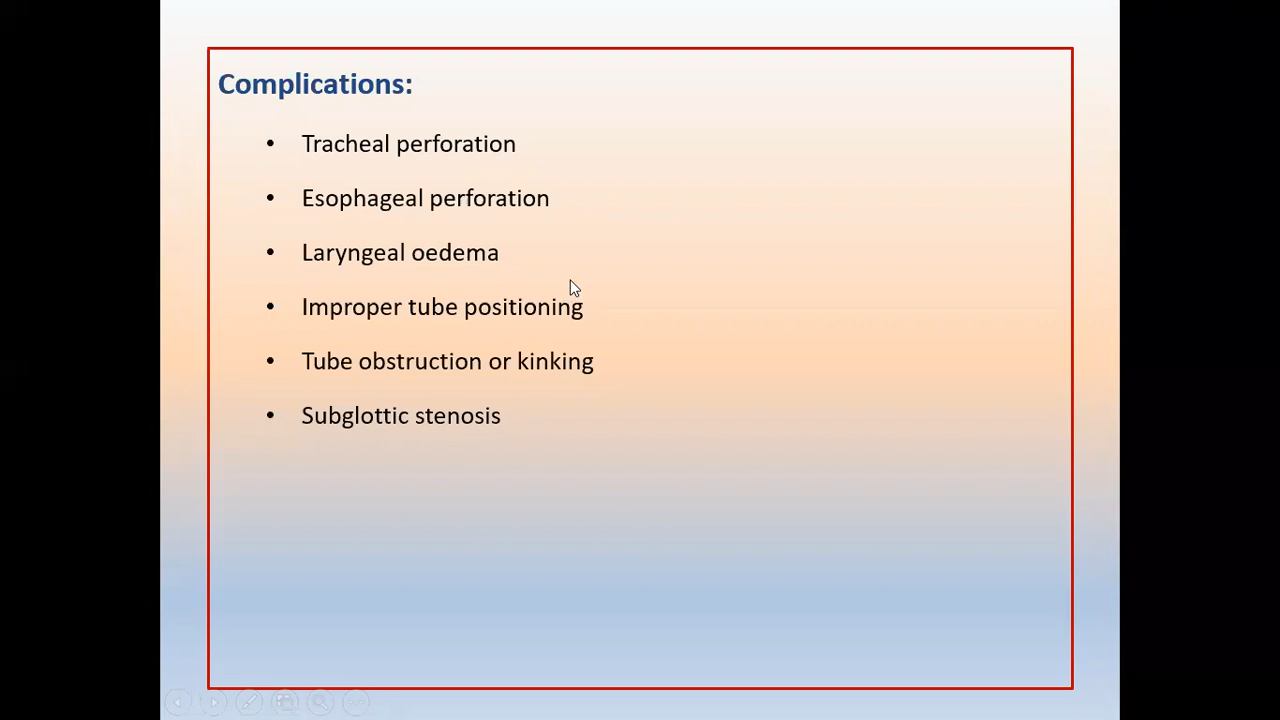 Complications:
• Tracheal perforation
• Esophageal perforation
• Laryngeal oedema
• Improper tube positioning
• Tube obstruction or kinking
• Subglottic stenosis